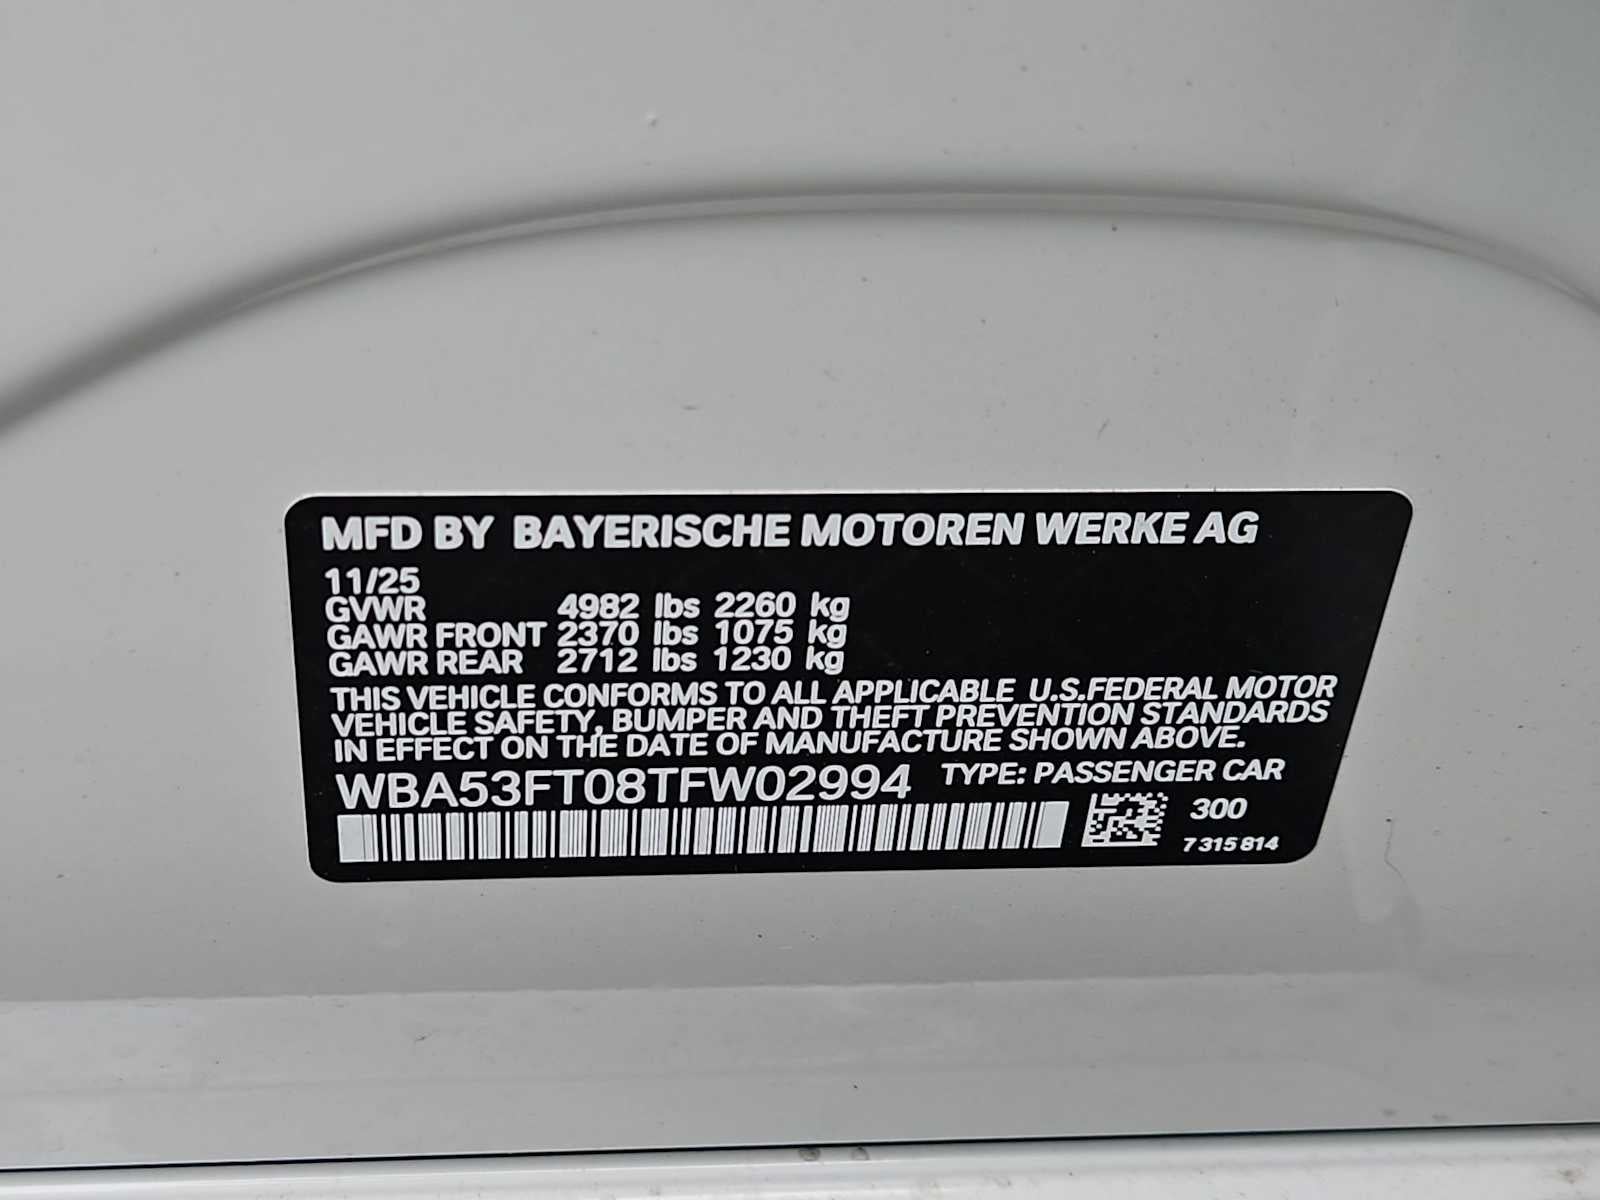 MFD BY BAYERISCHE MOTOREN WERKE AG
11/25
GVWR 4982 lbs 2260 kg
GAWR FRONT 2370 lbs 1075 kg
GAWR REAR 2712 lbs 1230 kg
THIS VEHICLE CONFORMS TO ALL APPLICABLE U.S.FEDERAL MOTOR
VEHICLE SAFETY, BUMPER AND THEFT PREVENTION STANDARDS
IN EFFECT ON THE DATE OF MANUFACTURE SHOWN ABOVE.
WBA53FT08TFW02994 TYPE: PASSENGER CAR
300
7 315 814